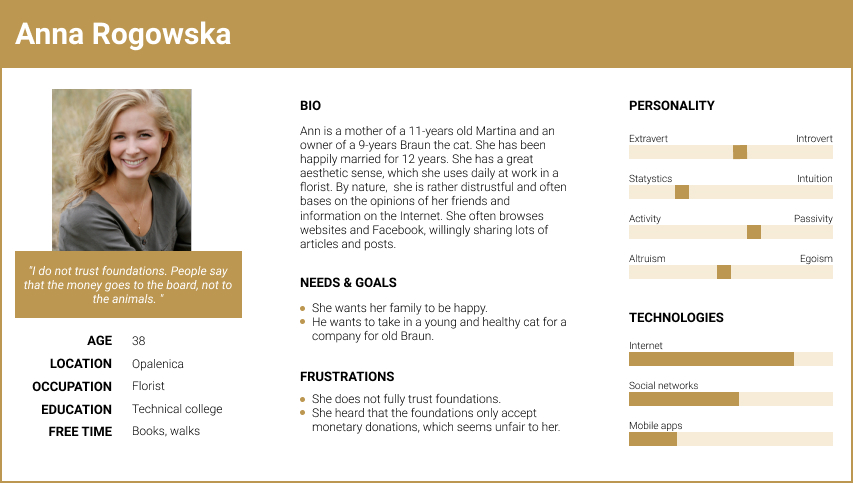 Anna Rogowska
"I do not trust foundations. People say
that the money goes to the board, not to
the animals. "
AGE 38
LOCATION Opalenica
OCCUPATION Florist
EDUCATION Technical college
FREE TIME Books, walks
BIO
Ann is a mother of a 11-years old Martina and an
owner of a 9-years Braun the cat. She has been
happily married for 12 years. She has a great
aesthetic sense, which she uses daily at work in a
florist. By nature,  she is rather distrustful and often
bases on the opinions of her friends and
information on the Internet. She often browses
websites and Facebook, willingly sharing lots of
articles and posts.
NEEDS & GOALS
She wants her family to be happy.
He wants to take in a young and healthy cat for a
company for old Braun.
FRUSTRATIONS
She does not fully trust foundations.
She heard that the foundations only accept
monetary donations, which seems unfair to her.
PERSONALITY
Extravert Introvert
Statystics Intuition
Activity Passivity
Altruism Egoism
TECHNOLOGIES
Internet
Social networks
Mobile apps